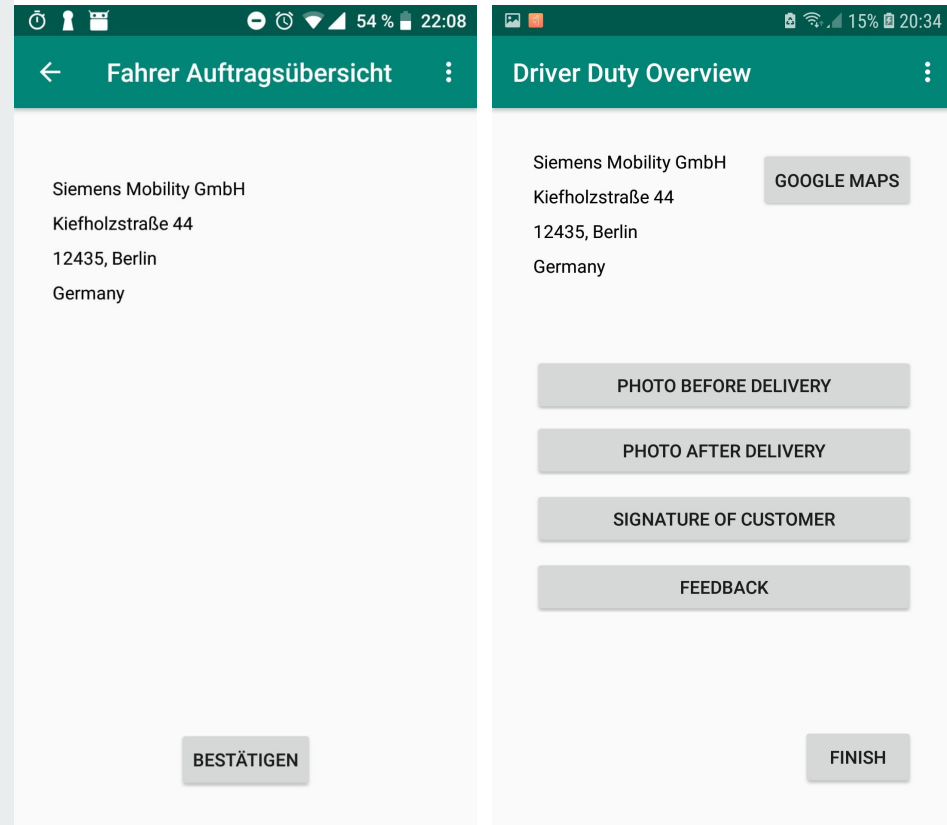 54 % 22:08
Fahrer Auftragsübersicht
Siemens Mobility GmbH
Kiefholzstraße 44
12435, Berlin
Germany
BESTÄTIGEN
15% 20:34
Driver Duty Overview
Siemens Mobility GmbH
Kiefholzstraße 44
12435, Berlin
Germany
GOOGLE MAPS
PHOTO BEFORE DELIVERY
PHOTO AFTER DELIVERY
SIGNATURE OF CUSTOMER
FEEDBACK
FINISH